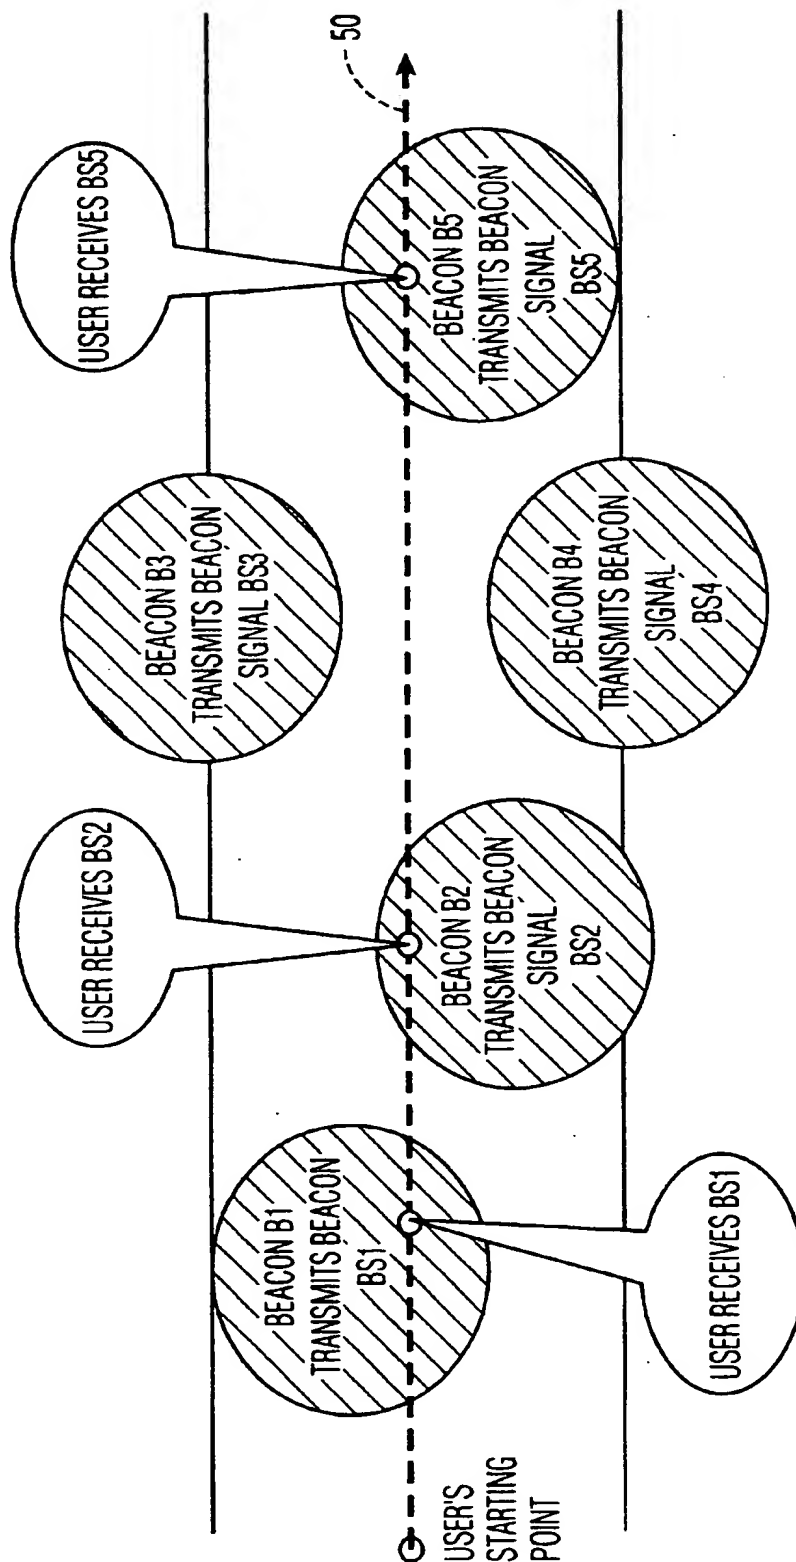 USER'S
STARTING
POINT
BEACON B1
TRANSMITS BEACON
BS1
USER RECEIVES BS1
USER RECEIVES BS2
BEACON B2
TRANSMITS BEACON
SIGNAL
BS2
BEACON B3
TRANSMITS BEACON
SIGNAL BS3
BEACON B4
TRANSMITS BEACON
SIGNAL
BS4
USER RECEIVES BS5
BEACON B5
TRANSMITS BEACON
SIGNAL
BS5
50